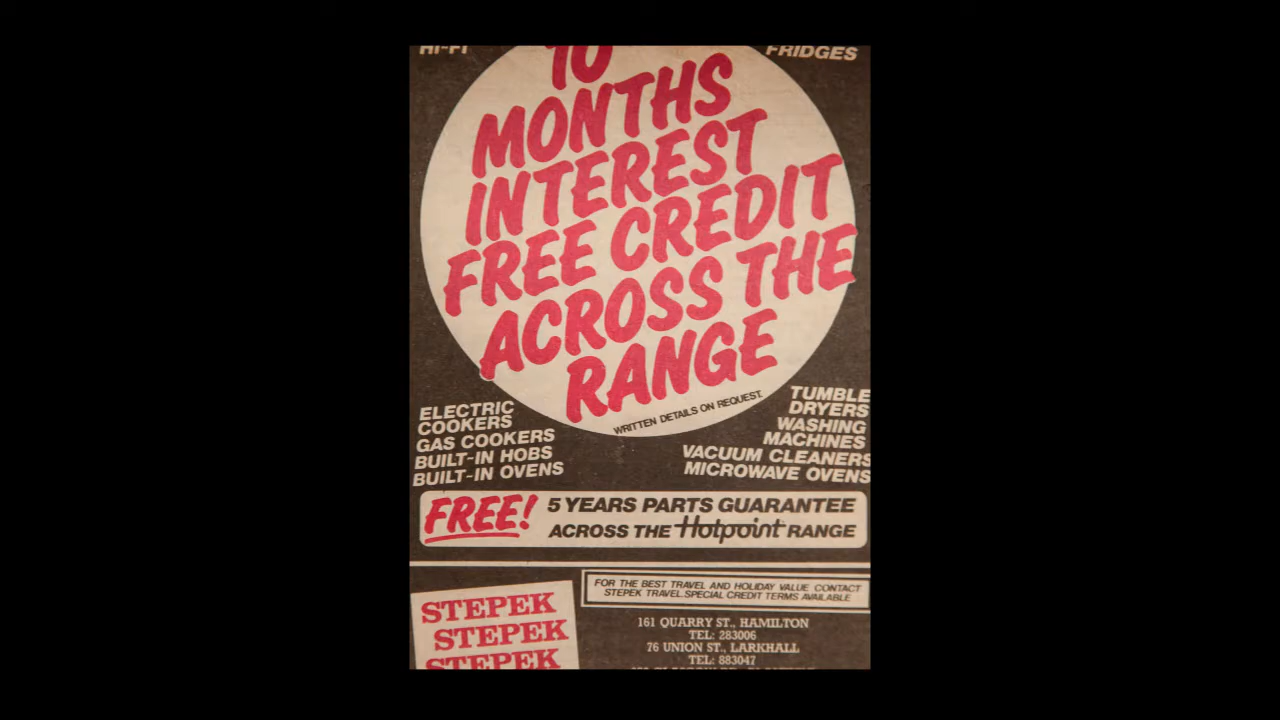 HI-FI
FRIDGES
10
MONTHS
INTEREST
FREE CREDIT
ACROSS THE
RANGE
WRITTEN DETAILS ON REQUEST.
ELECTRIC
COOKERS
GAS COOKERS
BUILT-IN HOBS
BUILT-IN OVENS
TUMBLE
DRYERS
WASHING
MACHINES
VACUUM CLEANERS
MICROWAVE OVENS
FREE! 5 YEARS PARTS GUARANTEE
ACROSS THE Hotpoint RANGE
FOR THE BEST TRAVEL AND HOLIDAY VALUE CONTACT
STEPEK TRAVEL. SPECIAL CREDIT TERMS AVAILABLE
STEPEK
STEPEK
STEPEK
161 QUARRY ST., HAMILTON
TEL: 283006
76 UNION ST., LARKHALL
TEL: 883047